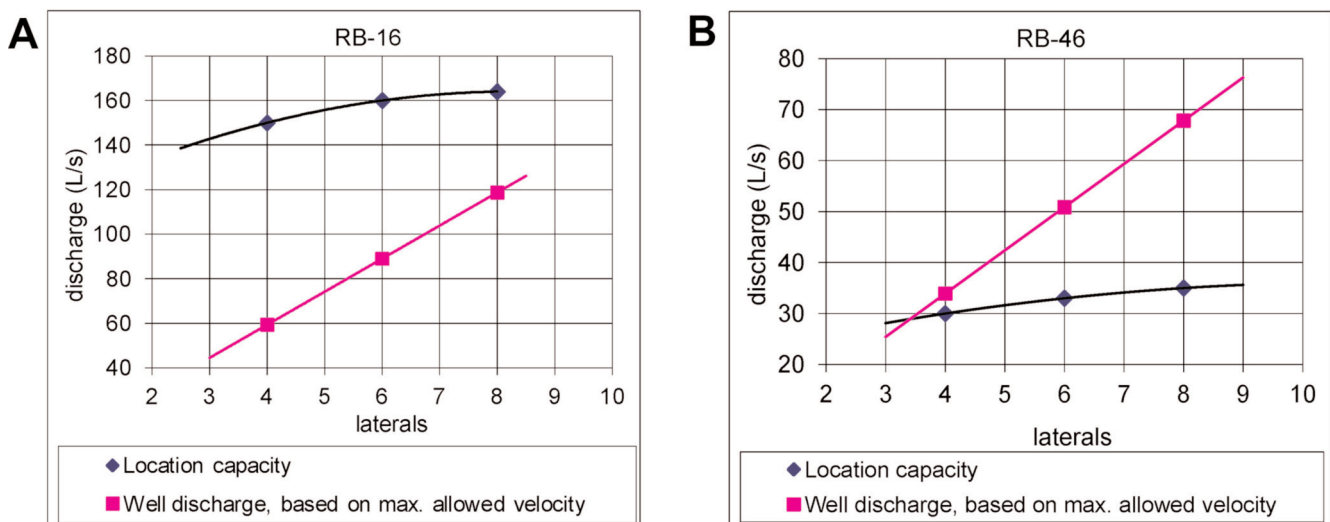 A
RB-16
discharge (L/s)
180
160
140
120
100
80
60
40
2 3 4 5 6 7 8 9 10
laterals
Location capacity
Well discharge, based on max. allowed velocity
B
RB-46
discharge (L/s)
80
70
60
50
40
30
20
2 3 4 5 6 7 8 9 10
laterals
Location capacity
Well discharge, based on max. allowed velocity